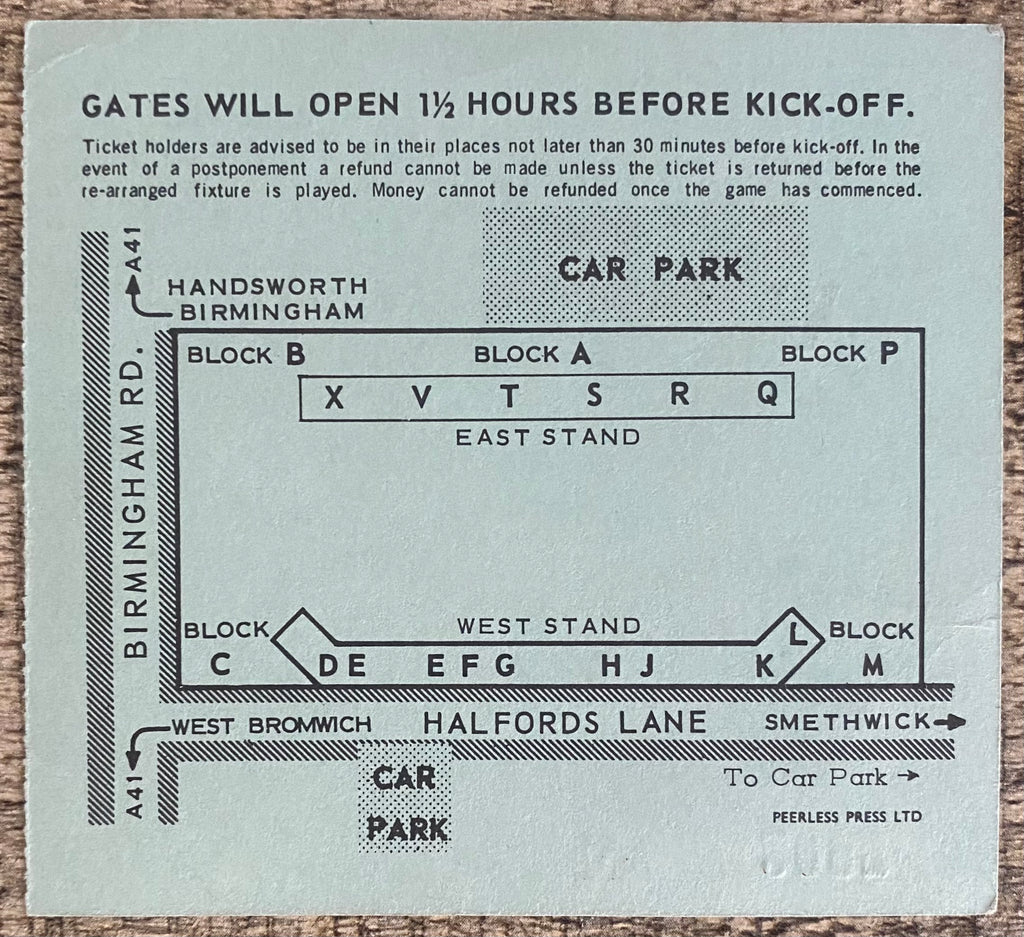 GATES WILL OPEN 1½ HOURS BEFORE KICK-OFF.
Ticket holders are advised to be in their places not later than 30 minutes before kick-off. In the
event of a postponement a refund cannot be made unless the ticket is returned before the
re-arranged fixture is played. Money cannot be refunded once the game has commenced.
A41
HANDSWORTH
BIRMINGHAM
CAR PARK
BIRMINGHAM RD.
BLOCK B
BLOCK A
BLOCK P
X V T S R Q
EAST STAND
WEST STAND
BLOCK
C
D E E F G H J K
L
BLOCK
M
WEST BROMWICH
HALFORDS LANE
SMETHWICK
A41
CAR
PARK
To Car Park
PEERLESS PRESS LTD